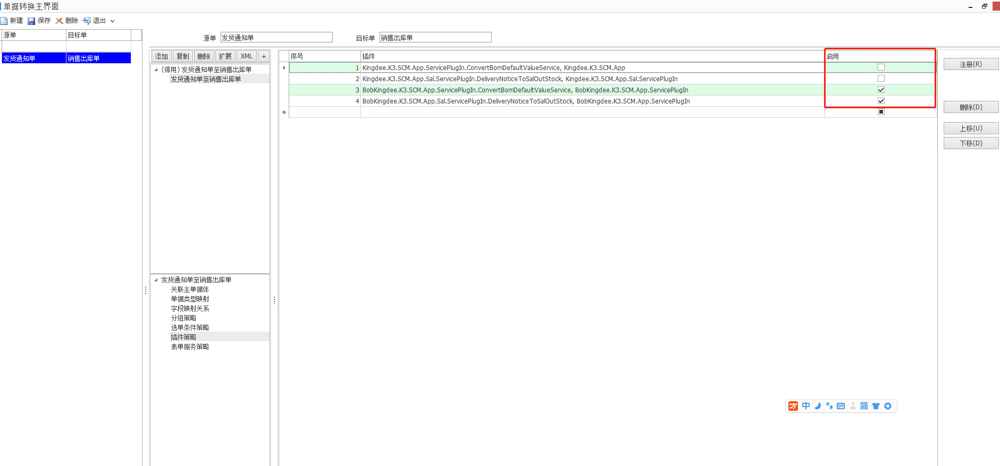 单据转换主界面
新建 保存 删除 退出
源单 目标单
发货通知单 销售出库单
源单 发货通知单 目标单 销售出库单
添加 复制 删除 扩展 XML +
(停用) 发货通知单至销售出库单
发货通知单至销售出库单
发货通知单至销售出库单
关联主单据体
单据类型映射
字段映射关系
分组策略
选单条件策略
插件策略
表单服务策略
序号 插件 启用
1 Kingdee.K3.SCM.App.ServicePlugIn.ConvertBomDefaultValueService, Kingdee.K3.SCM.App
2 Kingdee.K3.SCM.App.Sal.ServicePlugIn.DeliveryNoticeToSalOutStock, Kingdee.K3.SCM.App.Sal.ServicePlugIn
3 BobKingdee.K3.SCM.App.ServicePlugIn.ConvertBomDefaultValueService, BobKingdee.K3.SCM.App.ServicePlugIn
4 BobKingdee.K3.SCM.App.Sal.ServicePlugIn.DeliveryNoticeToSalOutStock, BobKingdee.K3.SCM.App.ServicePlugIn
注册(R)
删除(D)
上移(U)
下移(D)
中 简